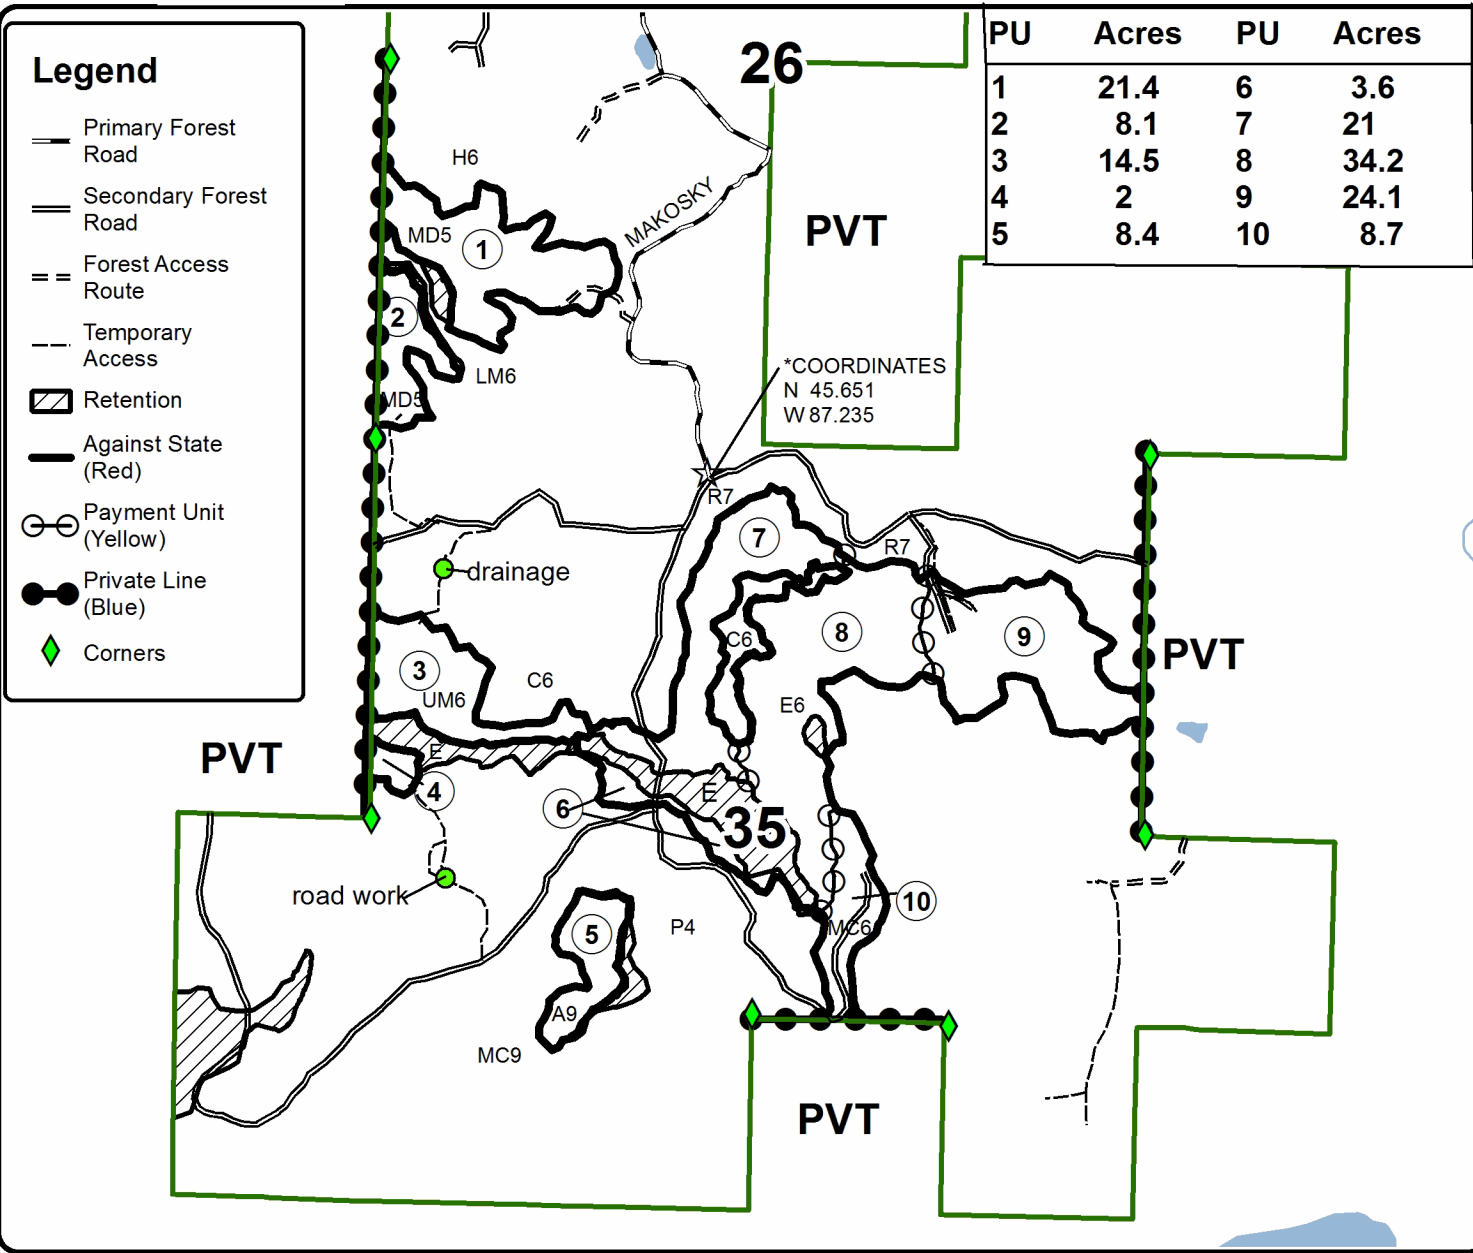 Legend
Primary Forest
Road
Secondary Forest
Road
Forest Access
Route
Temporary
Access
Retention
Against State
(Red)
Payment Unit
(Yellow)
Private Line
(Blue)
Corners
PU Acres PU Acres
1 21.4 6 3.6
2 8.1 7 21
3 14.5 8 34.2
4 2 9 24.1
5 8.4 10 8.7
26
H6
MAKOSKY
MD5
1
PVT
2
LM6
MD5
*COORDINATES
N 45.651
W 87.235
R7
7
R7
drainage
8
9
C6
PVT
3
C6
UM6
E6
PVT
E
4
E
6
35
road work
10
5
P4
MC6
A9
MC9
PVT